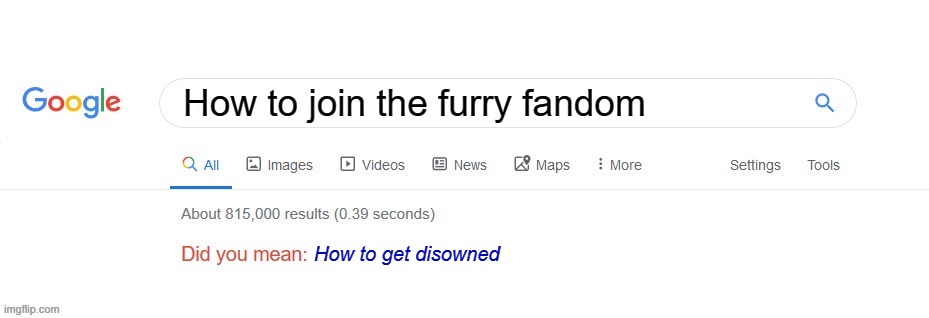 Google How to join the furry fandom
All Images Videos News Maps More Settings Tools
About 815,000 results (0.39 seconds)
Did you mean: How to get disowned
imgflip.com